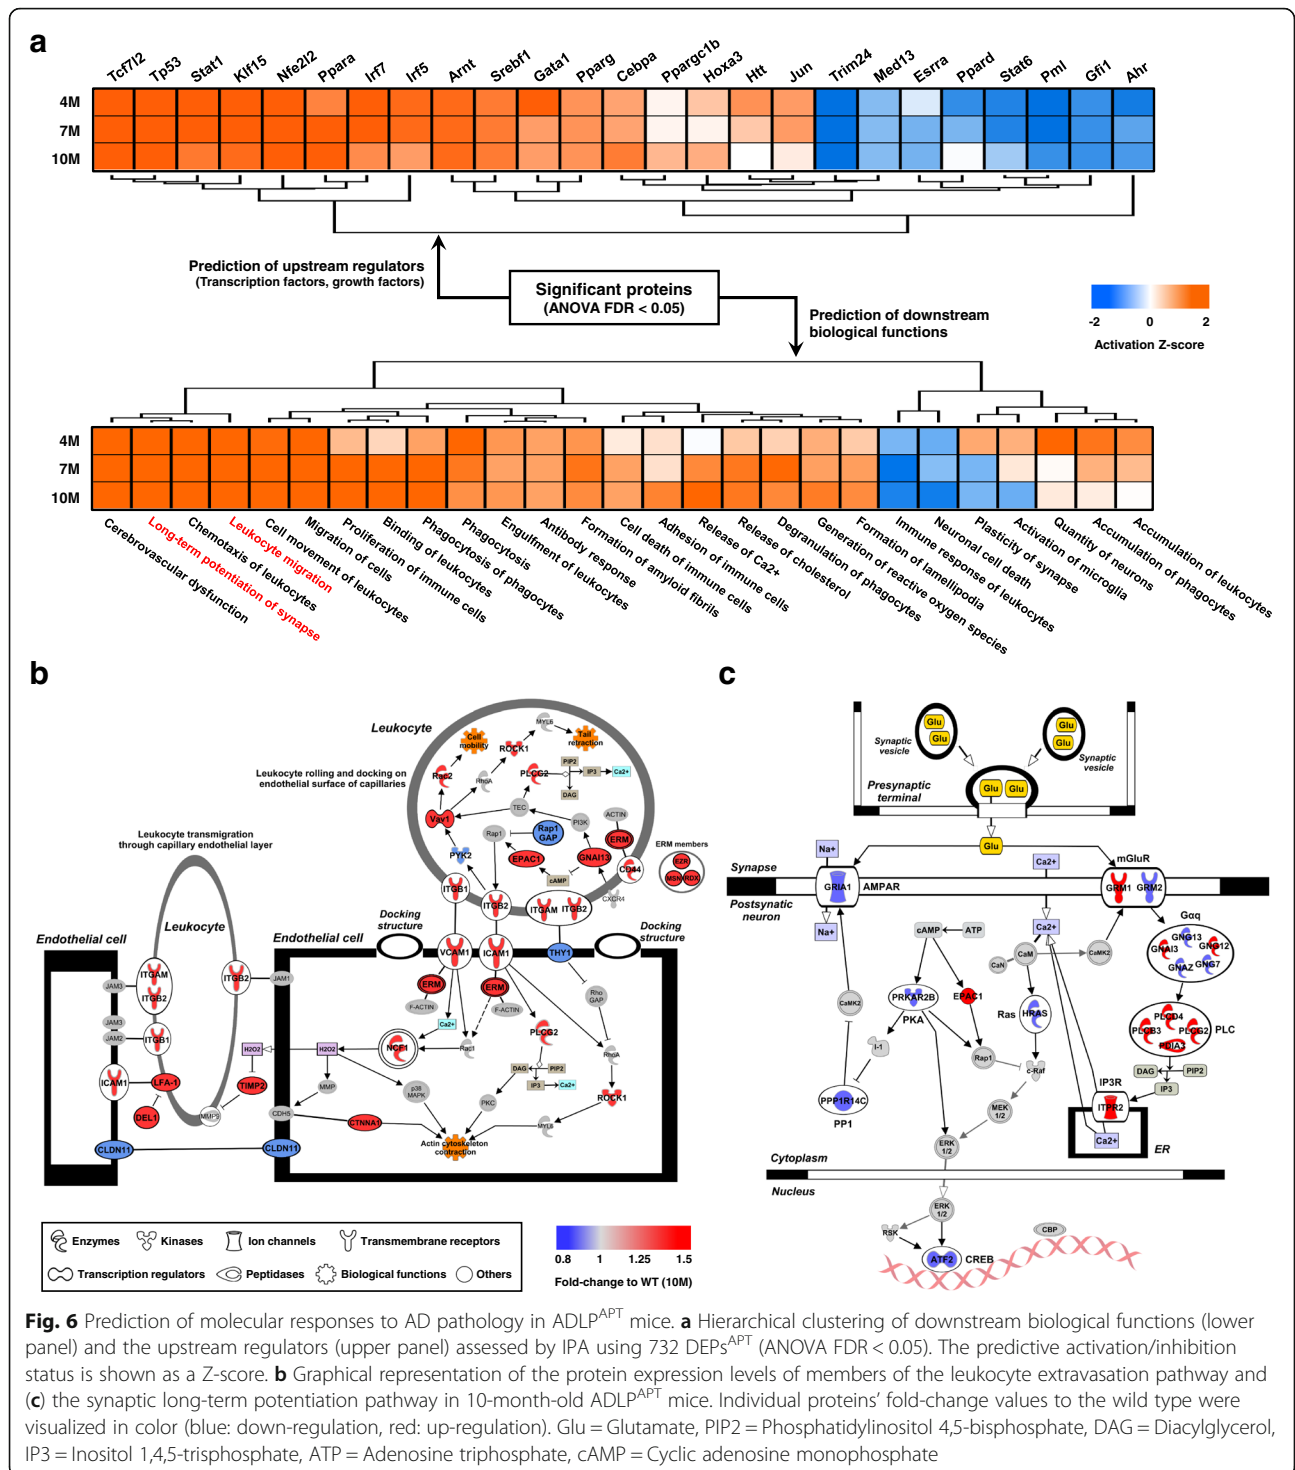 a
Tcf7l2
Tp53
Stat1
Klf15
Nfe2l2
Ppara
Irf7
Irf5
Arnt
Srebf1
Gata1
Pparg
Cebpa
Ppargc1b
Hoxa3
Htt
Jun
Trim24
Med13
Esrra
Ppard
Stat6
Pml
Gfi1
Ahr
4M
7M
10M
Prediction of upstream regulators
(Transcription factors, growth factors)
Significant proteins
(ANOVA FDR < 0.05)
Prediction of downstream
biological functions
-2 0 2
Activation Z-score
4M
7M
10M
Cerebrovascular dysfunction
Long-term potentiation of synapse
Chemotaxis of leukocytes
Leukocyte migration
Cell movement of leukocytes
Migration of cells
Proliferation of immune cells
Binding of leukocytes
Phagocytosis of phagocytes
Phagocytosis
Engulfment of leukocytes
Antibody response
Formation of amyloid fibrils
Cell death of immune cells
Adhesion of immune cells
Release of Ca2+
Release of cholesterol
Degranulation of phagocytes
Generation of reactive oxygen species
Formation of lamellipodia
Immune response of leukocytes
Neuronal cell death
Plasticity of synapse
Activation of microglia
Activation of neurons
Quantity of phagocytes
Accumulation of phagocytes
Accumulation of leukocytes
b
Leukocyte
Leukocyte rolling and docking on
endothelial surface of capillaries
Cell
mobility
ROCK1
MYL6
Tail
retraction
Rac2
RhoA
PLCG2
PIP2
IP3
Ca2+
DAG
Vav1
TEC
PI3K
ACTIN
ERM
Rap1
Rap1
GAP
PYK2
EPAC1
GNAI13
cAMP
CD44
CXCR4
ERM members
EZR
MSN
RDX
ITGB1
ITGB2
ITGAM
ITGB2
Leukocyte transmigration
through capillary endothelial layer
Leukocyte
Endothelial cell
Endothelial cell
Docking
structure
Docking
structure
VCAM1
ICAM1
THY1
JAM3
ITGAM
ITGB2
ITGB2
JAM1
JAM3
JAM2
ITGB1
ICAM1
LFA-1
DEL1
TIMP2
MMP9
H2O2
H2O2
ERM
F-ACTIN
Ca2+
NCF1
Rac1
ERM
F-ACTIN
PLCG2
DAG
PIP2
IP3
Ca2+
Rho
GAP
RhoA
ROCK1
MMP
p38
MAPK
PKC
MYL6
CDH5
CTNNA1
Actin cytoskeleton
contraction
CLDN11
CLDN11
Enzymes
Kinases
Ion channels
Transmembrane receptors
Transcription regulators
Peptidases
Biological functions
Others
0.8 1 1.25 1.5
Fold-change to WT (10M)
c
Glu
Glu
Synaptic
vesicle
Glu
Glu
Synaptic
vesicle
Presynaptic
terminal
Glu
Glu
Glu
Na+
Ca2+
mGluR
Synapse
GRIA1
AMPAR
GRM1
GRM2
Postsynatic
neuron
Na+
Ca2+
Gαq
GNG13
GNAI3
GNG12
GNAZ
GNG7
cAMP
ATP
CaN
CaM
CaMK2
CaMK2
PRKAR2B
PKA
EPAC1
Ras
HRAS
PLCD4
PLCB3
PLCG2
PLC
PDIA3
I-1
Rap1
c-Raf
DAG
PIP2
IP3
PPP1R14C
PP1
MEK
1/2
IP3R
ITPR2
Ca2+
ER
ERK
1/2
Cytoplasm
Nucleus
ERK
1/2
RSK
CBP
ATF2
CREB
Fig. 6 Prediction of molecular responses to AD pathology in ADLPAPT mice. a Hierarchical clustering of downstream biological functions (lower
panel) and the upstream regulators (upper panel) assessed by IPA using 732 DEPsAPT (ANOVA FDR < 0.05). The predictive activation/inhibition
status is shown as a Z-score. b Graphical representation of the protein expression levels of members of the leukocyte extravasation pathway and
(c) the synaptic long-term potentiation pathway in 10-month-old ADLPAPT mice. Individual proteins' fold-change values to the wild type were
visualized in color (blue: down-regulation, red: up-regulation). Glu = Glutamate, PIP2 = Phosphatidylinositol 4,5-bisphosphate, DAG = Diacylglycerol,
IP3 = Inositol 1,4,5-trisphosphate, ATP = Adenosine triphosphate, cAMP = Cyclic adenosine monophosphate